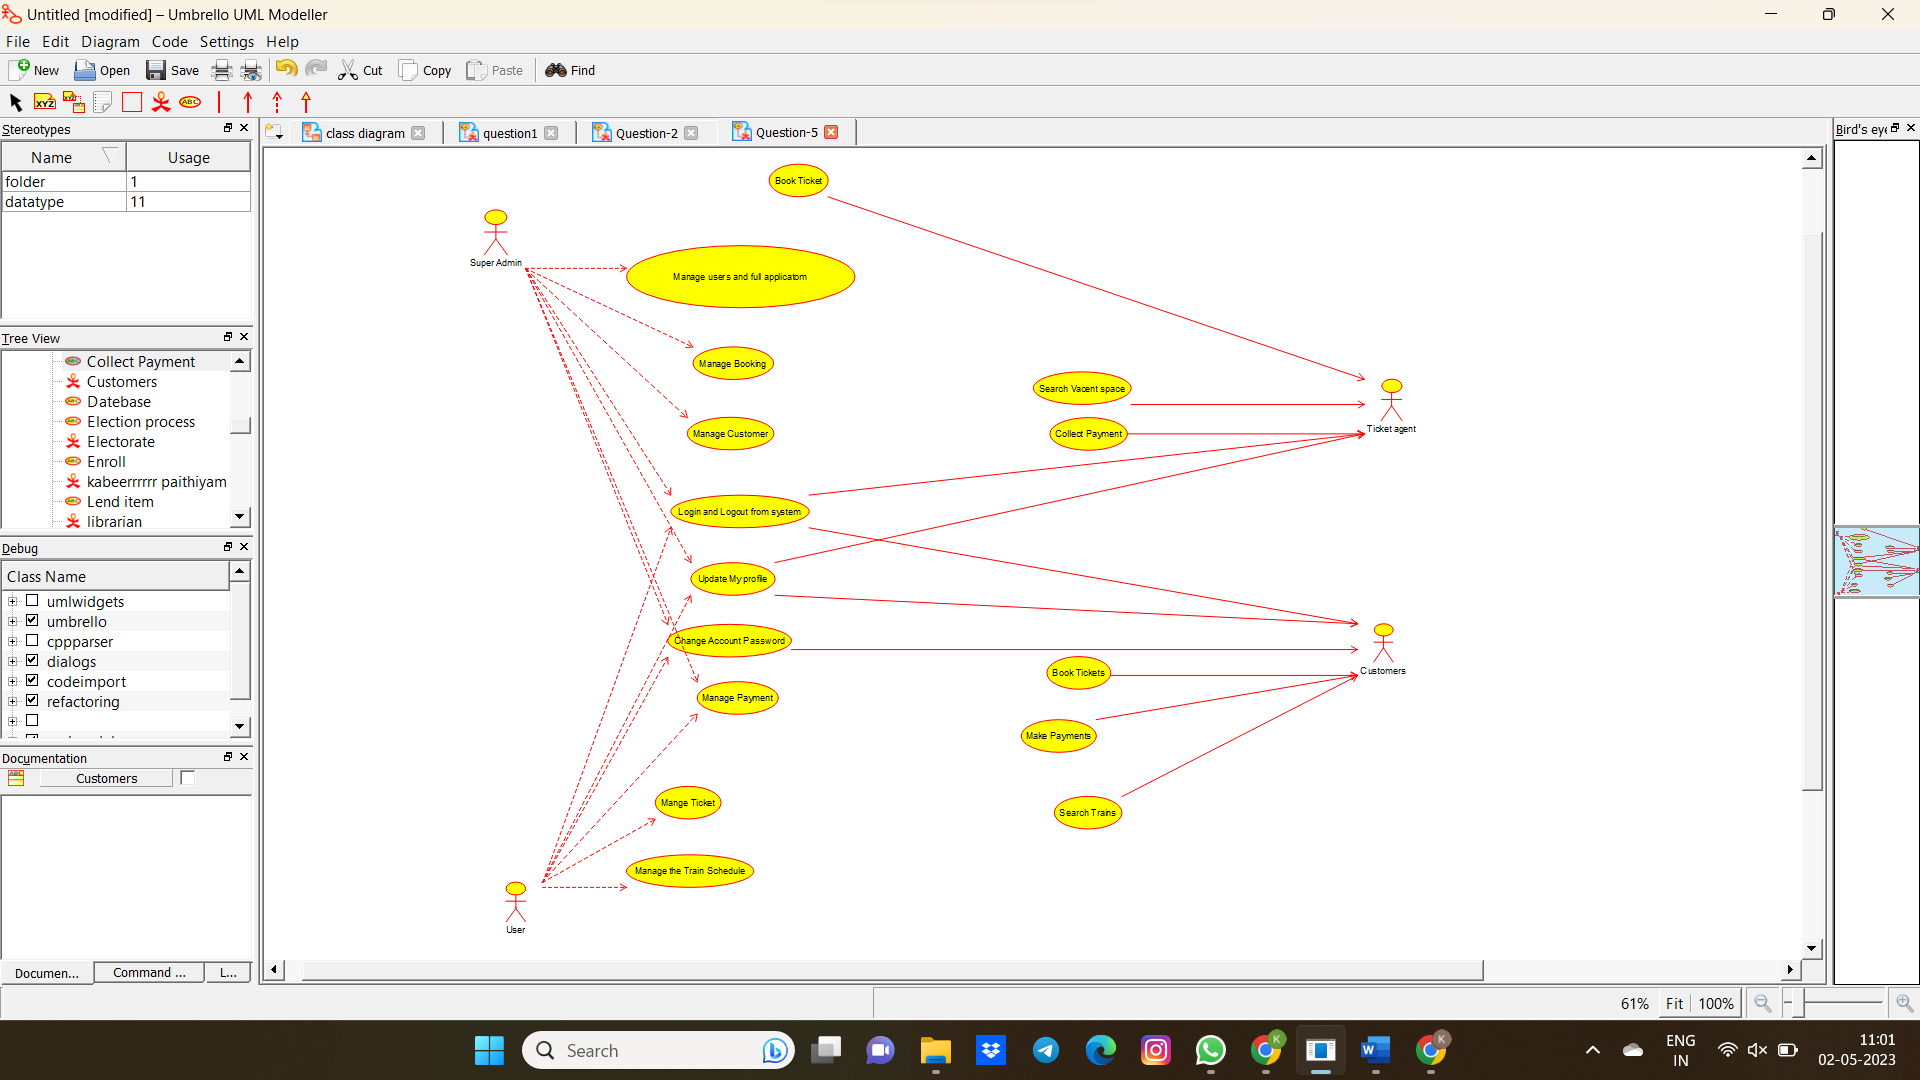 Untitled [modified] – Umbrello UML Modeller
File Edit Diagram Code Settings Help
New Open Save Cut Copy Paste Find
XYZ XYZ ABC
Stereotypes
Name Usage
folder 1
datatype 11
Tree View
Collect Payment
Customers
Datebase
Election process
Electorate
Enroll
kabeerrrrrr paithiyam
Lend item
librarian
Debug
Class Name
umlwidgets
umbrello
cppparser
dialogs
codeimport
refactoring
Documentation
Customers
Documen... Command ... L...
class diagram question1 Question-2 Question-5
Bird's eye
Book Ticket
Super Admin
Manage users and full applicatom
Manage Booking
Search Vacent space
Manage Customer
Collect Payment
Ticket agent
Login and Logout from system
Update My profile
Change Account Password
Customers
Book Tickets
Manage Payment
Make Payments
Mange Ticket
Search Trains
Manage the Train Schedule
User
61% Fit 100%
Search
ENG
IN
11:01
02-05-2023